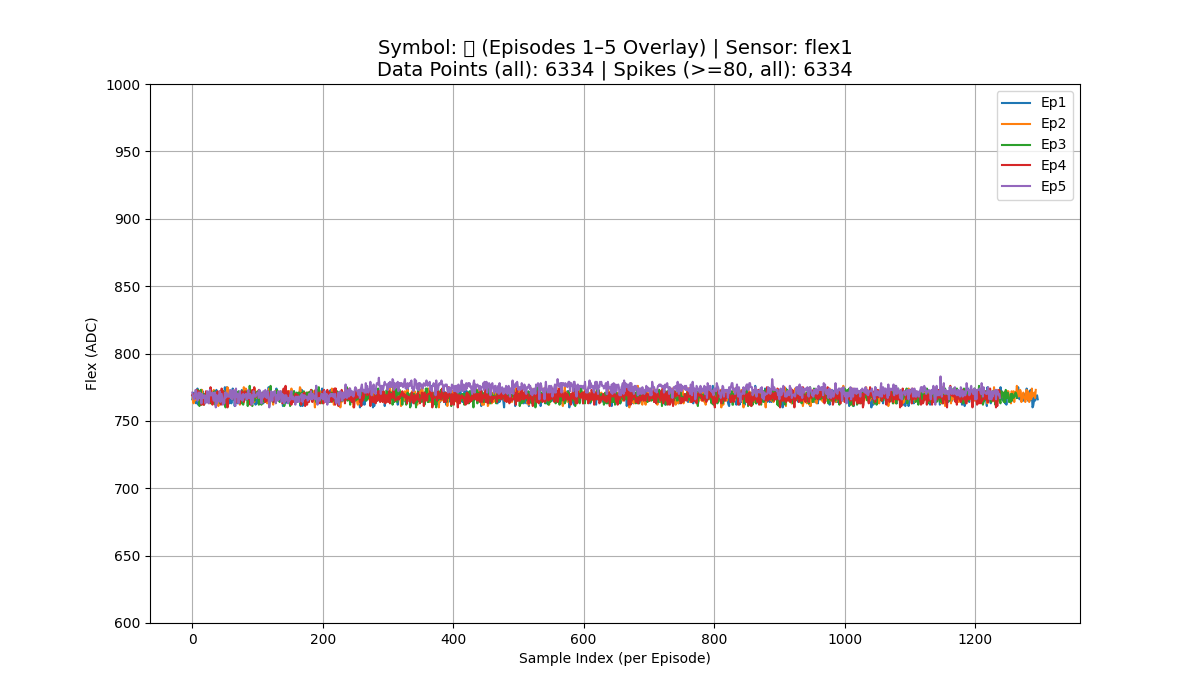 Symbol: (Episodes 1–5 Overlay) | Sensor: flex1
Data Points (all): 6334 | Spikes (>=80, all): 6334
1000
950
900
850
800
750
700
650
600
Flex (ADC)
0 200 400 600 800 1000 1200
Sample Index (per Episode)
Ep1
Ep2
Ep3
Ep4
Ep5